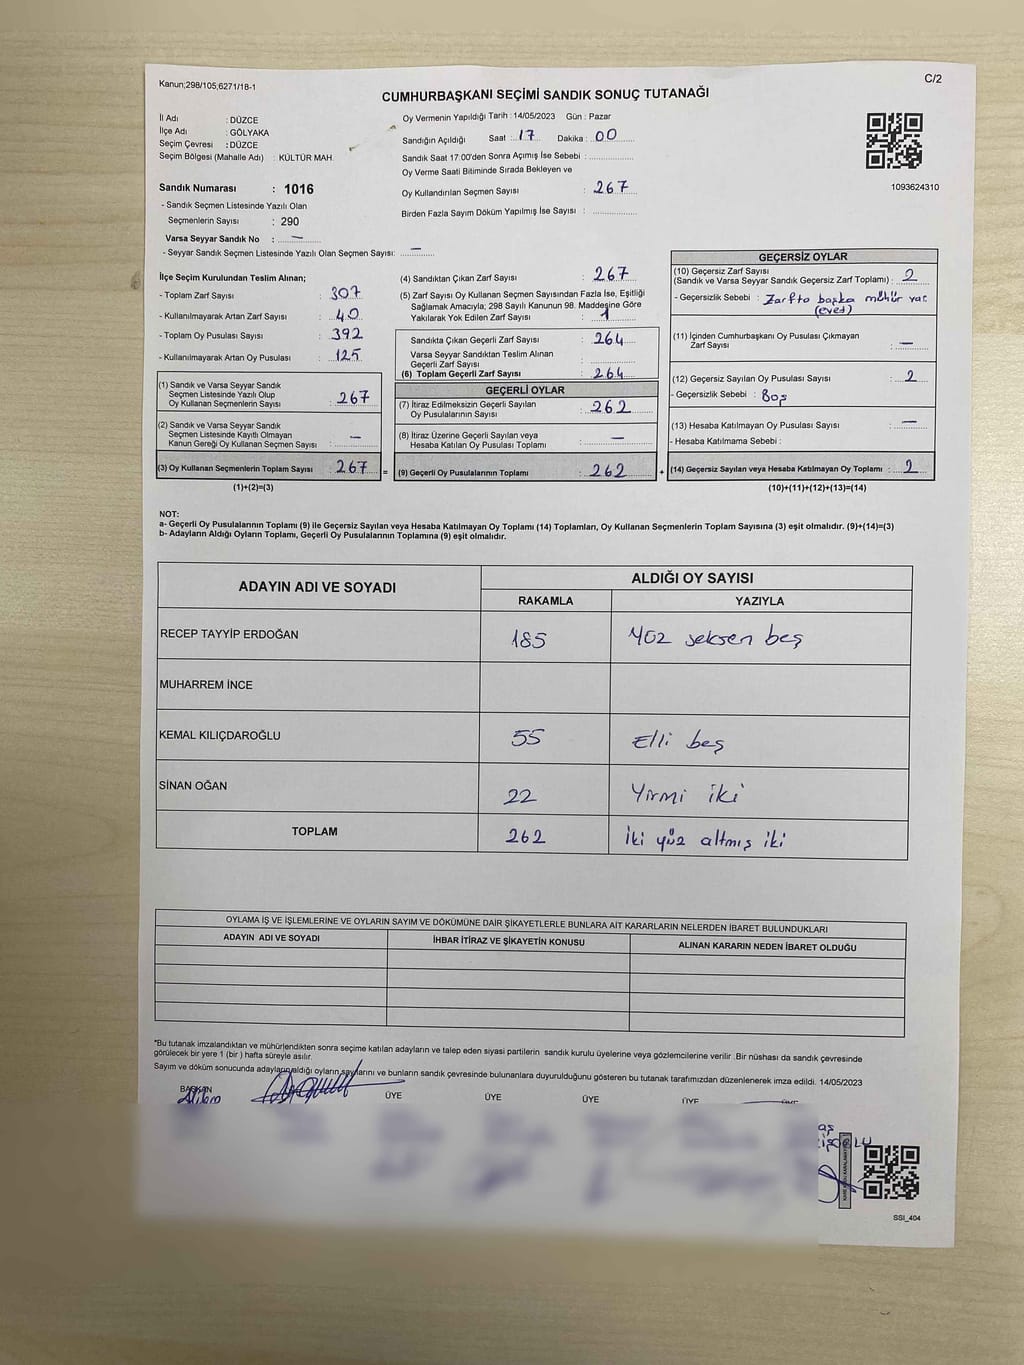 Kanun;298/105,6271/18-1
C/2
CUMHURBAŞKANI SEÇİMİ SANDIK SONUÇ TUTANAĞI
İl Adı : DÜZCE
İlçe Adı : GÖLYAKA
Seçim Çevresi : DÜZCE
Seçim Bölgesi (Mahalle Adı) : KÜLTÜR MAH.
Sandık Numarası : 1016
- Sandık Seçmen Listesinde Yazılı Olan
Seçmenlerin Sayısı : 290
Varsa Seyyar Sandık No : —
- Seyyar Sandık Seçmen Listesinde Yazılı Olan Seçmen Sayısı: —
Oy Vermenin Yapıldığı Tarih : 14/05/2023 Gün : Pazar
Sandığın Açıldığı Saat : 17 Dakika : 00
Sandık Saat 17:00'den Sonra Açımış İse Sebebi :
Oy Verme Saati Bitiminde Sırada Bekleyen ve
Oy Kullandırılan Seçmen Sayısı : 267
Birden Fazla Sayım Döküm Yapılmış İse Sayısı :
1093624310
İlçe Seçim Kurulundan Teslim Alınan;
- Toplam Zarf Sayısı : 307
- Kullanılmayarak Artan Zarf Sayısı : 40
- Toplam Oy Pusulası Sayısı : 392
- Kullanılmayarak Artan Oy Pusulası : 125
(1) Sandık ve Varsa Seyyar Sandık
Seçmen Listesinde Yazılı Olup
Oy Kullanan Seçmenlerin Sayısı : 267
(2) Sandık ve Varsa Seyyar Sandık
Seçmen Listesinde Kayıtlı Olmayan
Kanun Gereği Oy Kullanan Seçmen Sayısı : —
(3) Oy Kullanan Seçmenlerin Toplam Sayısı : 267
(1)+(2)=(3)
(4) Sandıktan Çıkan Zarf Sayısı : 267
(5) Zarf Sayısı Oy Kullanan Seçmen Sayısından Fazla İse, Eşitliği
Sağlamak Amacıyla; 298 Sayılı Kanunun 98. Maddesine Göre
Yakılarak Yok Edilen Zarf Sayısı : 1
Sandıkta Çıkan Geçerli Zarf Sayısı : 264
Varsa Seyyar Sandıktan Teslim Alınan
Geçerli Zarf Sayısı :
(6) Toplam Geçerli Zarf Sayısı : 264
GEÇERLİ OYLAR
(7) İtiraz Edilmeksizin Geçerli Sayılan
Oy Pusulalarının Sayısı : 262
(8) İtiraz Üzerine Geçerli Sayılan veya
Hesaba Katılan Oy Pusulası Toplamı : —
= (9) Geçerli Oy Pusulalarının Toplamı : 262
GEÇERSİZ OYLAR
(10) Geçersiz Zarf Sayısı
(Sandık ve Varsa Seyyar Sandık Geçersiz Zarf Toplamı) : 2
- Geçersizlik Sebebi : Zarfto başka mühür var
(evet)
(11) İçinden Cumhurbaşkanı Oy Pusulası Çıkmayan
Zarf Sayısı : —
(12) Geçersiz Sayılan Oy Pusulası Sayısı : 2
- Geçersizlik Sebebi : Boş
(13) Hesaba Katılmayan Oy Pusulası Sayısı : —
- Hesaba Katılmama Sebebi :
+ (14) Geçersiz Sayılan veya Hesaba Katılmayan Oy Toplamı : 2
(10)+(11)+(12)+(13)=(14)
NOT:
a- Geçerli Oy Pusulalarının Toplamı (9) ile Geçersiz Sayılan veya Hesaba Katılmayan Oy Toplamı (14) Toplamları, Oy Kullanan Seçmenlerin Toplam Sayısına (3) eşit olmalıdır. (9)+(14)=(3)
b- Adayların Aldığı Oyların Toplamı, Geçerli Oy Pusulalarının Toplamına (9) eşit olmalıdır.
ADAYIN ADI VE SOYADI ALDIĞI OY SAYISI
RAKAMLA YAZIYLA
RECEP TAYYİP ERDOĞAN 185 Yüz seksen beş
MUHARREM İNCE
KEMAL KILIÇDAROĞLU 55 Elli beş
SİNAN OĞAN 22 Yirmi iki
TOPLAM 262 İki yüz altmış iki
OYLAMA İŞ VE İŞLEMLERİNE VE OYLARIN SAYIM VE DÖKÜMÜNE DAİR ŞİKAYETLERLE BUNLARA AİT KARARLARIN NELERDEN İBARET BULUNDUKLARI
ADAYIN ADI VE SOYADI İHBAR İTİRAZ VE ŞİKAYETİN KONUSU ALINAN KARARIN NEDEN İBARET OLDUĞU
*Bu tutanak imzalandıktan ve mühürlendikten sonra seçime katılan adayların ve talep eden siyasi partilerin sandık kurulu üyelerine veya gözlemcilerine verilir .Bir nüshası da sandık çevresinde
görülecek bir yere 1 (bir ) hafta süreyle asılır.
Sayım ve döküm sonucunda adayların aldığı oyların sayılarını ve bunların sandık çevresinde bulunanlara duyurulduğunu gösteren bu tutanak tarafımızdan düzenlenerek imza edildi. 14/05/2023
BAŞKAN ÜYE ÜYE ÜYE ÜYE
SSI_404